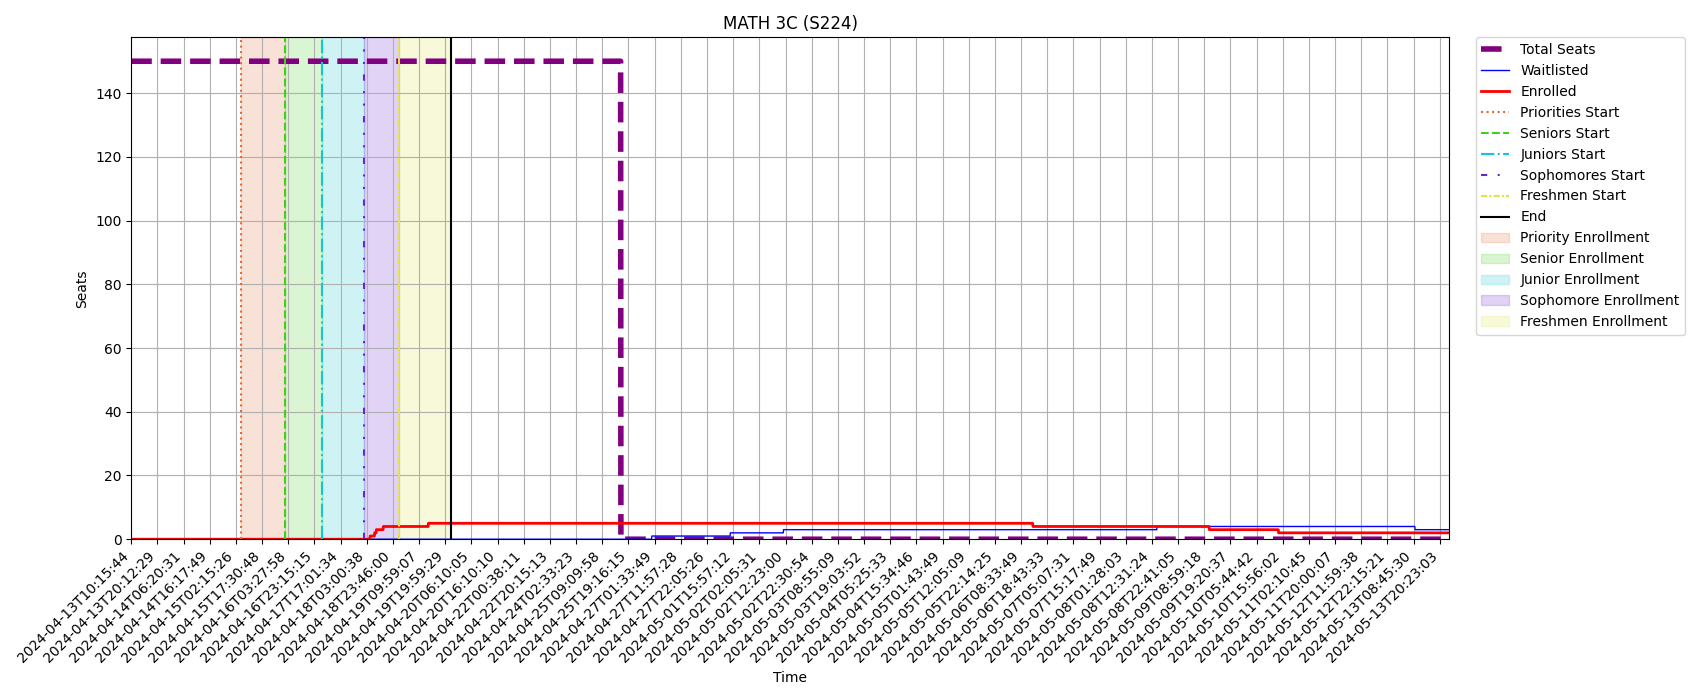 MATH 3C (S224)
Seats
140
120
100
80
60
40
20
0
2024-04-13T10:15:44
2024-04-13T20:12:29
2024-04-14T06:20:31
2024-04-14T16:17:49
2024-04-15T02:15:26
2024-04-15T17:30:48
2024-04-16T03:27:58
2024-04-16T23:15:15
2024-04-17T17:01:34
2024-04-18T03:00:38
2024-04-18T23:46:00
2024-04-19T09:59:07
2024-04-19T19:59:29
2024-04-20T06:10:05
2024-04-20T16:10:10
2024-04-22T00:38:11
2024-04-22T20:15:13
2024-04-24T02:33:23
2024-04-25T09:09:58
2024-04-25T19:16:15
2024-04-27T01:33:49
2024-04-27T11:57:28
2024-04-27T22:05:26
2024-05-01T15:57:12
2024-05-02T02:05:31
2024-05-02T12:23:00
2024-05-02T22:30:54
2024-05-03T08:55:09
2024-05-03T19:03:52
2024-05-04T05:25:33
2024-05-04T15:34:46
2024-05-05T01:43:49
2024-05-05T12:05:09
2024-05-05T22:14:25
2024-05-06T08:33:49
2024-05-06T18:43:33
2024-05-07T05:07:31
2024-05-07T15:17:49
2024-05-08T01:28:03
2024-05-08T12:31:24
2024-05-08T22:41:05
2024-05-09T08:59:18
2024-05-09T19:20:37
2024-05-10T05:44:42
2024-05-10T15:56:02
2024-05-11T02:10:45
2024-05-11T20:00:07
2024-05-12T11:59:38
2024-05-12T22:15:21
2024-05-13T08:45:30
2024-05-13T20:23:03
Time
Total Seats
Waitlisted
Enrolled
Priorities Start
Seniors Start
Juniors Start
Sophomores Start
Freshmen Start
End
Priority Enrollment
Senior Enrollment
Junior Enrollment
Sophomore Enrollment
Freshmen Enrollment